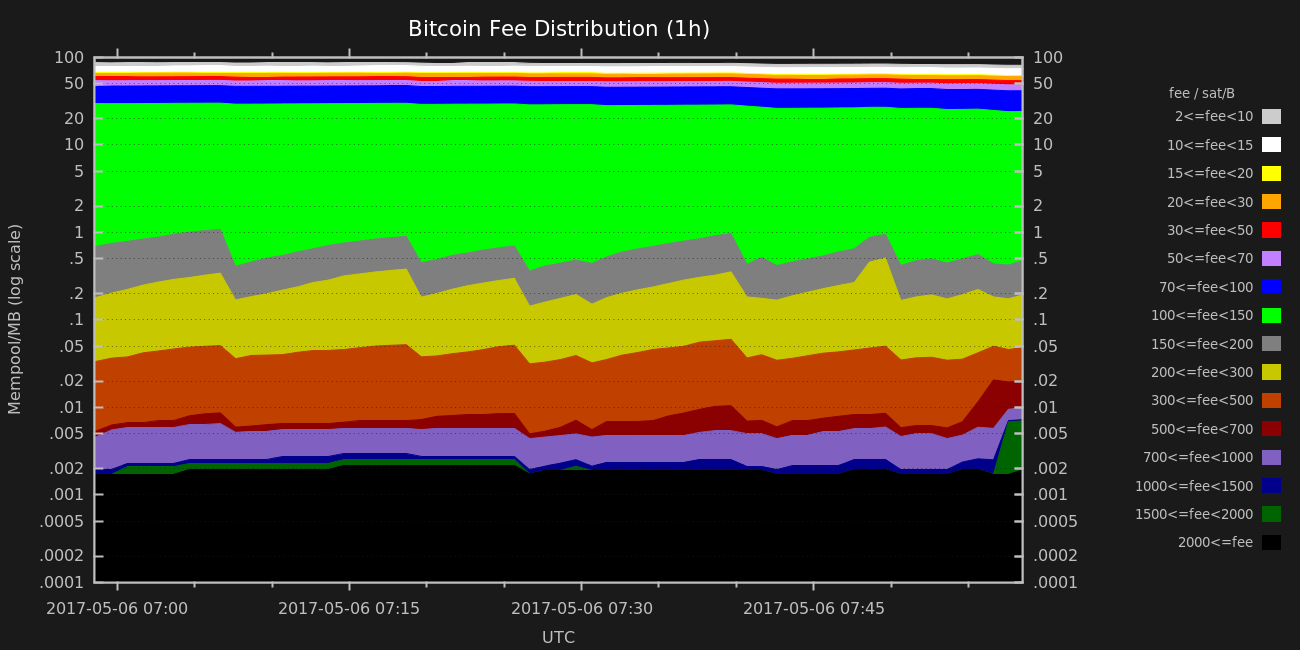 Bitcoin Fee Distribution (1h)
Mempool/MB (log scale)
100
50
20
10
5
2
1
.5
.2
.1
.05
.02
.01
.005
.002
.001
.0005
.0002
.0001
100
50
20
10
5
2
1
.5
.2
.1
.05
.02
.01
.005
.002
.001
.0005
.0002
.0001
fee / sat/B
2<=fee<10
10<=fee<15
15<=fee<20
20<=fee<30
30<=fee<50
50<=fee<70
70<=fee<100
100<=fee<150
150<=fee<200
200<=fee<300
300<=fee<500
500<=fee<700
700<=fee<1000
1000<=fee<1500
1500<=fee<2000
2000<=fee
2017-05-06 07:00 2017-05-06 07:15 2017-05-06 07:30 2017-05-06 07:45
UTC